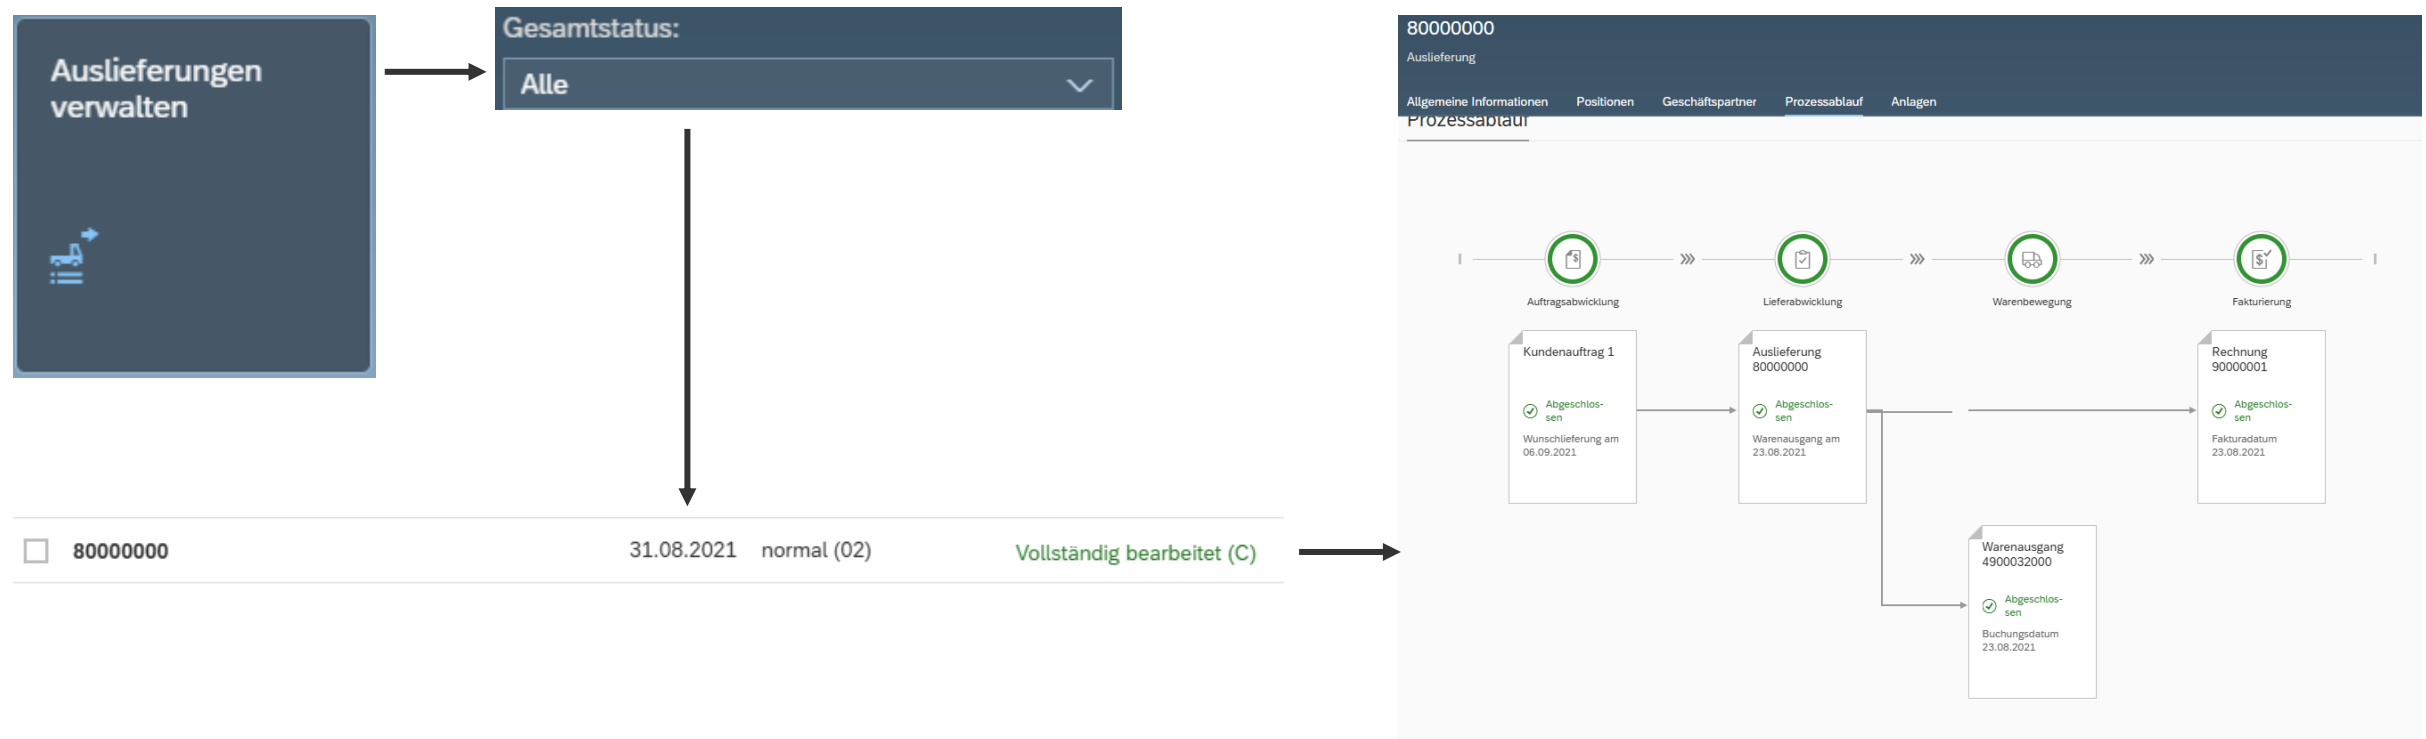 Auslieferungen
verwalten
Gesamtstatus:
Alle
80000000
31.08.2021
normal (02)
Vollständig bearbeitet (C)
80000000
Auslieferung
Allgemeine Informationen
Positionen
Geschäftspartner
Prozessablauf
Anlagen
Prozessablauf
Auftragsabwicklung
Lieferabwicklung
Warenbewegung
Fakturierung
Kundenauftrag 1
Abgeschlos-
sen
Wunschlieferung am
06.09.2021
Auslieferung
80000000
Abgeschlos-
sen
Warenausgang am
23.08.2021
Rechnung
90000001
Abgeschlos-
sen
Fakturadatum
23.08.2021
Warenausgang
4900032000
Abgeschlos-
sen
Buchungsdatum
23.08.2021